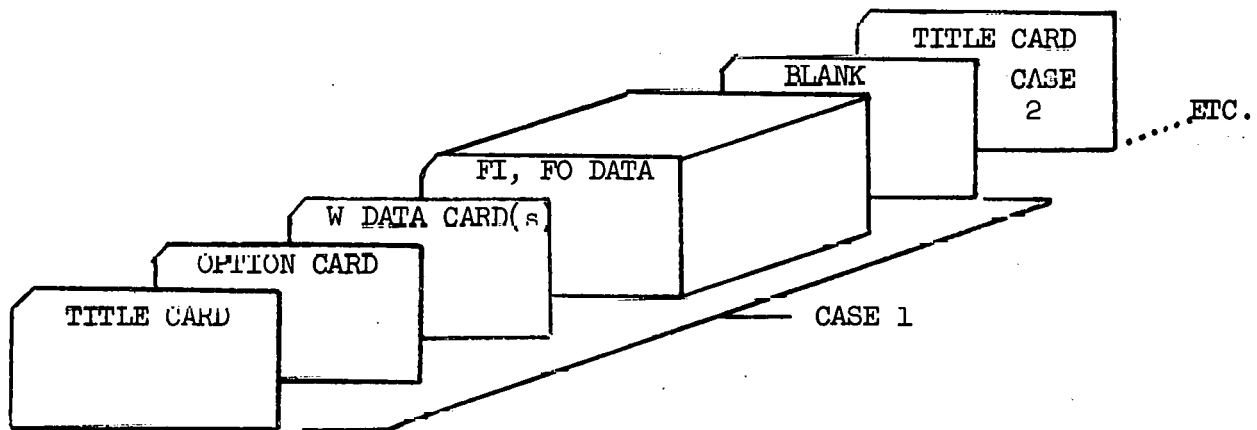 TITLE CARD
CASE
2
BLANK
ETC.
FI, FO DATA
W DATA CARD(s)
OPTION CARD
TITLE CARD
CASE 1